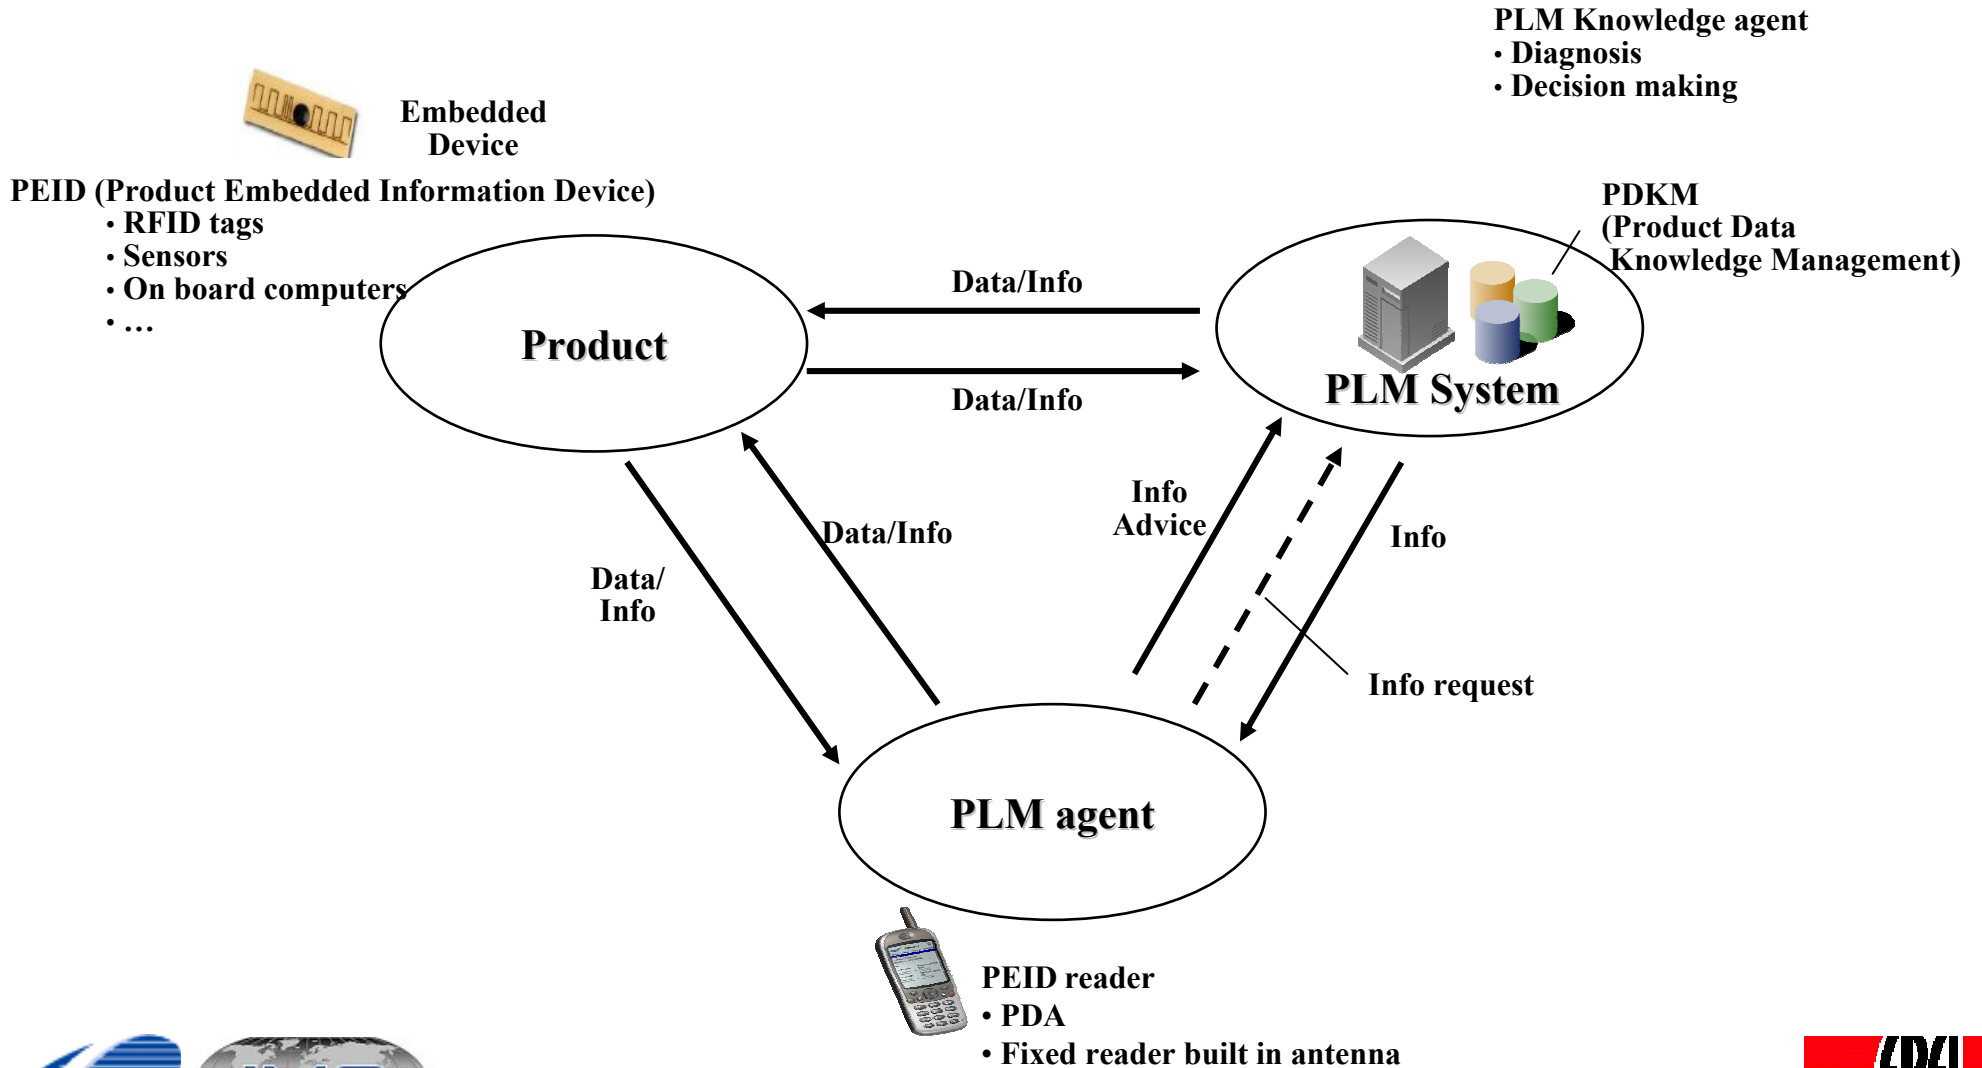 PLM Knowledge agent
• Diagnosis
• Decision making
Embedded
Device
PEID (Product Embedded Information Device)
• RFID tags
• Sensors
• On board computers
• …
PDKM
(Product Data
Knowledge Management)
Data/Info
Product
PLM System
Data/Info
Info
Advice
Data/Info
Info
Data/
Info
Info request
PLM agent
PEID reader
• PDA
• Fixed reader built in antenna